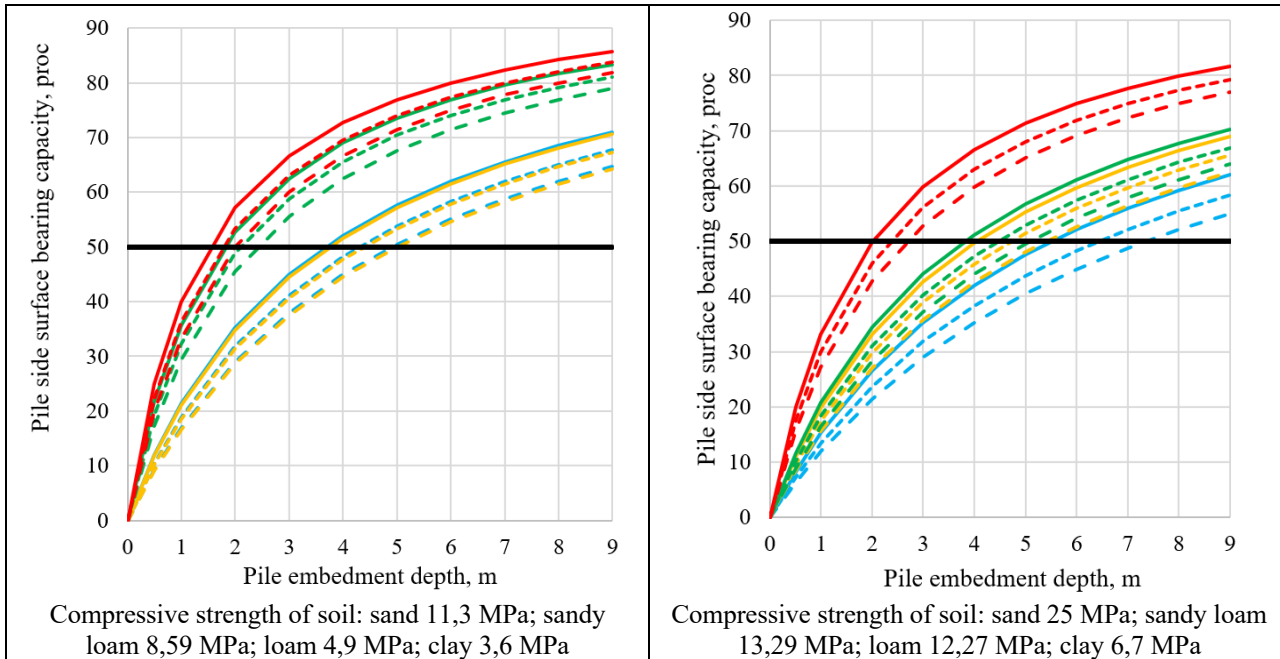 Pile side surface bearing capacity, proc
90
80
70
60
50
40
30
20
10
0
0 1 2 3 4 5 6 7 8 9
Pile embedment depth, m
Compressive strength of soil: sand 11,3 MPa; sandy
loam 8,59 MPa; loam 4,9 MPa; clay 3,6 MPa
Pile side surface bearing capacity, proc
90
80
70
60
50
40
30
20
10
0
0 1 2 3 4 5 6 7 8 9
Pile embedment depth, m
Compressive strength of soil: sand 25 MPa; sandy loam
13,29 MPa; loam 12,27 MPa; clay 6,7 MPa